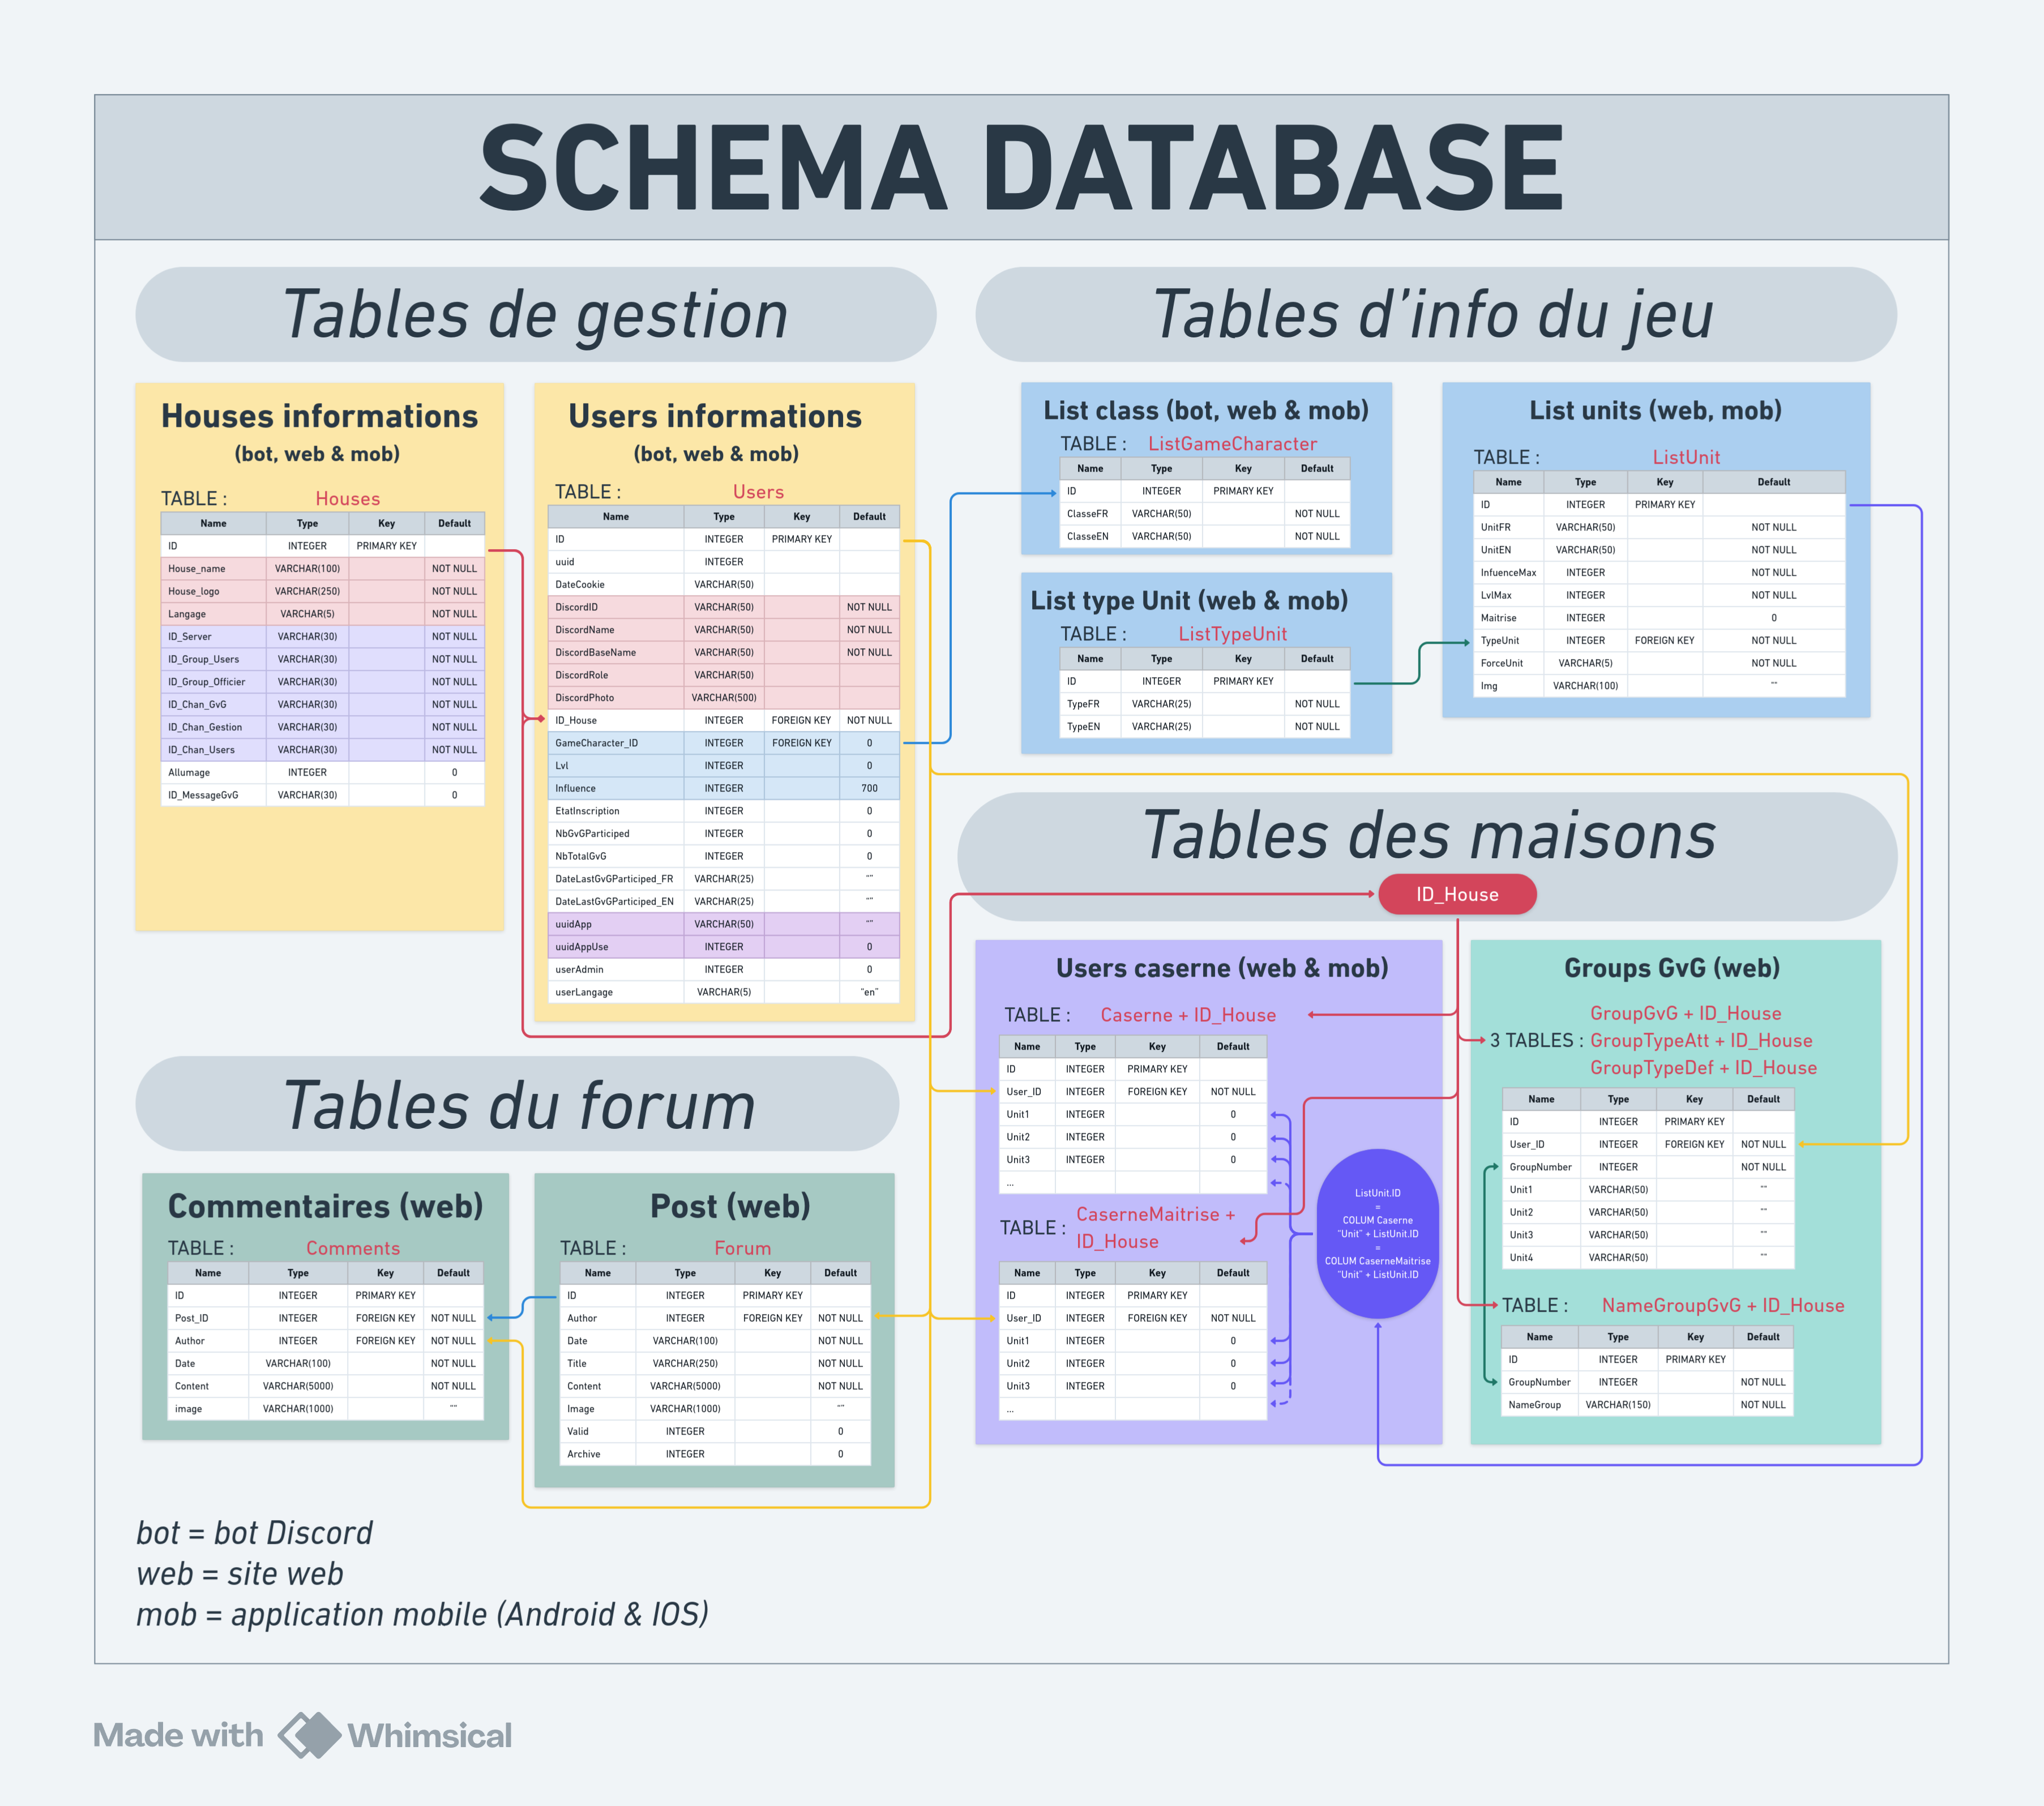 SCHEMA DATABASE
Tables de gestion
Houses informations
(bot, web & mob)
TABLE : Houses
Name Type Key Default
ID INTEGER PRIMARY KEY
House_name VARCHAR(100) NOT NULL
House_logo VARCHAR(250) NOT NULL
Langage VARCHAR(5) NOT NULL
ID_Server VARCHAR(30) NOT NULL
ID_Group_Users VARCHAR(30) NOT NULL
ID_Group_Officier VARCHAR(30) NOT NULL
ID_Chan_GvG VARCHAR(30) NOT NULL
ID_Chan_Gestion VARCHAR(30) NOT NULL
ID_Chan_Users VARCHAR(30) NOT NULL
Allumage INTEGER 0
ID_MessageGvG VARCHAR(30) 0
Users informations
(bot, web & mob)
TABLE : Users
Name Type Key Default
ID INTEGER PRIMARY KEY
uuid INTEGER
DateCookie VARCHAR(50)
DiscordID VARCHAR(50) NOT NULL
DiscordName VARCHAR(50) NOT NULL
DiscordBaseName VARCHAR(50) NOT NULL
DiscordRole VARCHAR(50)
DiscordPhoto VARCHAR(500)
ID_House INTEGER FOREIGN KEY NOT NULL
GameCharacter_ID INTEGER FOREIGN KEY 0
Lvl INTEGER 0
Influence INTEGER 700
EtatInscription INTEGER 0
NbGvGParticiped INTEGER 0
NbTotalGvG INTEGER 0
DateLastGvGParticiped_FR VARCHAR(25) ""
DateLastGvGParticiped_EN VARCHAR(25) ""
uuidApp VARCHAR(50) ""
uuidAppUse INTEGER 0
userAdmin INTEGER 0
userLangage VARCHAR(5) "en"
Tables d'info du jeu
List class (bot, web & mob)
TABLE : ListGameCharacter
Name Type Key Default
ID INTEGER PRIMARY KEY
ClasseFR VARCHAR(50) NOT NULL
ClasseEN VARCHAR(50) NOT NULL
List type Unit (web & mob)
TABLE : ListTypeUnit
Name Type Key Default
ID INTEGER PRIMARY KEY
TypeFR VARCHAR(25) NOT NULL
TypeEN VARCHAR(25) NOT NULL
List units (web, mob)
TABLE : ListUnit
Name Type Key Default
ID INTEGER PRIMARY KEY
UnitFR VARCHAR(50) NOT NULL
UnitEN VARCHAR(50) NOT NULL
InfuenceMax INTEGER NOT NULL
LvlMax INTEGER NOT NULL
Maitrise INTEGER 0
TypeUnit INTEGER FOREIGN KEY NOT NULL
ForceUnit VARCHAR(5) NOT NULL
Img VARCHAR(100) ""
Tables des maisons
ID_House
Users caserne (web & mob)
TABLE : Caserne + ID_House
Name Type Key Default
ID INTEGER PRIMARY KEY
User_ID INTEGER FOREIGN KEY NOT NULL
Unit1 INTEGER 0
Unit2 INTEGER 0
Unit3 INTEGER 0
...
TABLE : CaserneMaitrise +
ID_House
Name Type Key Default
ID INTEGER PRIMARY KEY
User_ID INTEGER FOREIGN KEY NOT NULL
Unit1 INTEGER 0
Unit2 INTEGER 0
Unit3 INTEGER 0
...
ListUnit.ID
=
COLUM Caserne
"Unit" + ListUnit.ID
=
COLUM CaserneMaitrise
"Unit" + ListUnit.ID
Groups GvG (web)
GroupGvG + ID_House
3 TABLES : GroupTypeAtt + ID_House
GroupTypeDef + ID_House
Name Type Key Default
ID INTEGER PRIMARY KEY
User_ID INTEGER FOREIGN KEY NOT NULL
GroupNumber INTEGER NOT NULL
Unit1 VARCHAR(50) ""
Unit2 VARCHAR(50) ""
Unit3 VARCHAR(50) ""
Unit4 VARCHAR(50) ""
TABLE : NameGroupGvG + ID_House
Name Type Key Default
ID INTEGER PRIMARY KEY
GroupNumber INTEGER NOT NULL
NameGroup VARCHAR(150) NOT NULL
Tables du forum
Commentaires (web)
TABLE : Comments
Name Type Key Default
ID INTEGER PRIMARY KEY
Post_ID INTEGER FOREIGN KEY NOT NULL
Author INTEGER FOREIGN KEY NOT NULL
Date VARCHAR(100) NOT NULL
Content VARCHAR(5000) NOT NULL
image VARCHAR(1000) ""
Post (web)
TABLE : Forum
Name Type Key Default
ID INTEGER PRIMARY KEY
Author INTEGER FOREIGN KEY NOT NULL
Date VARCHAR(100) NOT NULL
Title VARCHAR(250) NOT NULL
Content VARCHAR(5000) NOT NULL
Image VARCHAR(1000) ""
Valid INTEGER 0
Archive INTEGER 0
bot = bot Discord
web = site web
mob = application mobile (Android & IOS)
Made with Whimsical